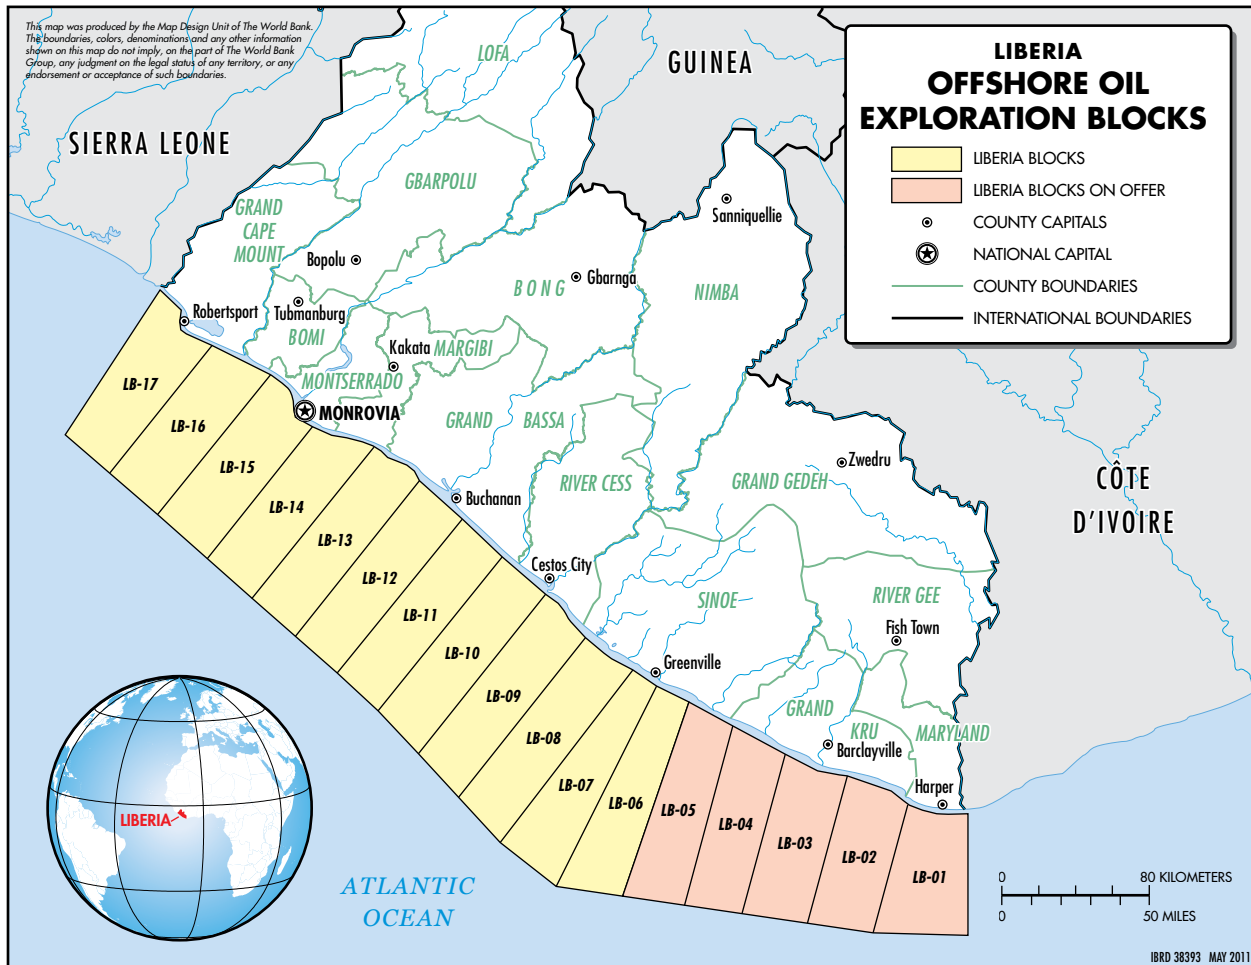 This map was produced by the Map Design Unit of The World Bank.
The boundaries, colors, denominations and any other information
shown on this map do not imply, on the part of The World Bank
Group, any judgment on the legal status of any territory, or any
endorsement or acceptance of such boundaries.
LIBERIA
OFFSHORE OIL
EXPLORATION BLOCKS
LIBERIA BLOCKS
LIBERIA BLOCKS ON OFFER
COUNTY CAPITALS
NATIONAL CAPITAL
COUNTY BOUNDARIES
INTERNATIONAL BOUNDARIES
SIERRA LEONE
GUINEA
CÔTE
D'IVOIRE
LOFA
GBARPOLU
GRAND
CAPE
MOUNT
Bopolu
Sanniquellie
Gbarnga
BONG
NIMBA
Robertsport
Tubmanburg
BOMI
Kakata
MARGIBI
MONTSERRADO
MONROVIA
GRAND
BASSA
Buchanan
RIVER CESS
Zwedru
GRAND GEDEH
Cestos City
SINOE
RIVER GEE
Fish Town
Greenville
GRAND
KRU
Barclayville
MARYLAND
Harper
LB-17
LB-16
LB-15
LB-14
LB-13
LB-12
LB-11
LB-10
LB-09
LB-08
LB-07
LB-06
LB-05
LB-04
LB-03
LB-02
LB-01
LIBERIA
ATLANTIC
OCEAN
0
80 KILOMETERS
0
50 MILES
IBRD 38393 MAY 2011